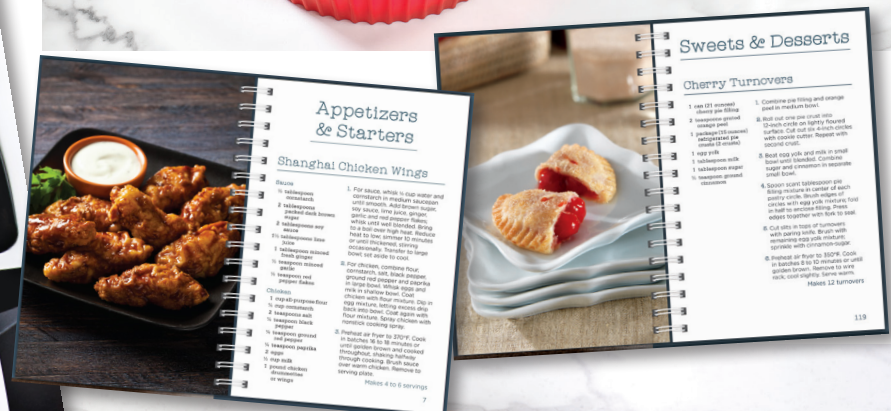 Appetizers
& Starters
Shanghai Chicken Wings
Sauce
½ tablespoon
cornstarch
2 tablespoons
packed dark brown
sugar
2 tablespoons soy
sauce
1½ tablespoons lime
juice
1 tablespoon minced
fresh ginger
½ teaspoon minced
garlic
⅛ teaspoon red
pepper flakes
Chicken
1 cup all-purpose flour
½ cup cornstarch
2 teaspoons salt
½ teaspoon black
pepper
½ teaspoon ground
red pepper
½ teaspoon paprika
2 eggs
½ cup milk
1 pound chicken
drummettes
or wings
1. For sauce, whisk ½ cup water and
cornstarch in medium saucepan
until smooth. Add brown sugar,
soy sauce, lime juice, ginger,
garlic and red pepper flakes;
whisk until well blended. Bring
to a boil over high heat. Reduce
heat to low; simmer 10 minutes
or until thickened, stirring
occasionally. Transfer to large
bowl; set aside to cool.
2. For chicken, combine flour,
cornstarch, salt, black pepper,
ground red pepper and paprika
in large bowl. Whisk eggs and
milk in shallow bowl. Coat
chicken with flour mixture. Dip in
egg mixture, letting excess drip
back into bowl. Coat again with
flour mixture. Spray chicken with
nonstick cooking spray.
3. Preheat air fryer to 370°F. Cook
in batches 16 to 18 minutes or
until golden brown and cooked
throughout, shaking halfway
through cooking. Brush sauce
over warm chicken. Remove to
serving plate.
Makes 4 to 6 servings
7
Sweets & Desserts
Cherry Turnovers
1 can (21 ounces)
cherry pie filling
2 teaspoons grated
orange peel
1 package (15 ounces)
refrigerated pie
crusts (2 crusts)
1 egg yolk
1 tablespoon milk
1 tablespoon sugar
½ teaspoon ground
cinnamon
1. Combine pie filling and orange
peel in medium bowl.
2. Roll out one pie crust into
12-inch circle on lightly floured
surface. Cut out six 4-inch circles
with cookie cutter. Repeat with
second crust.
3. Beat egg yolk and milk in small
bowl until blended. Combine
sugar and cinnamon in separate
small bowl.
4. Spoon scant tablespoon pie
filling mixture in center of each
pastry circle. Brush edges of
circles with egg yolk mixture; fold
in half to enclose filling. Press
edges together with fork to seal.
5. Cut slits in tops of turnovers
with paring knife. Brush with
remaining egg yolk mixture;
sprinkle with cinnamon-sugar.
6. Preheat air fryer to 350°F. Cook
in batches 8 to 10 minutes or until
golden brown. Remove to wire
rack; cool slightly. Serve warm.
Makes 12 turnovers
119